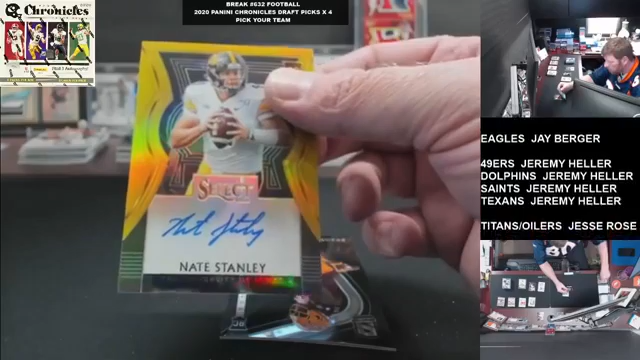 BREAK #632 FOOTBALL
2020 PANINI CHRONICLES DRAFT PICKS X 4
PICK YOUR TEAM
Chronicles
SELECT
NATE STANLEY
EAGLES JAY BERGER
49ERS JEREMY HELLER
DOLPHINS JEREMY HELLER
SAINTS JEREMY HELLER
TEXANS JEREMY HELLER
TITANS/OILERS JESSE ROSE